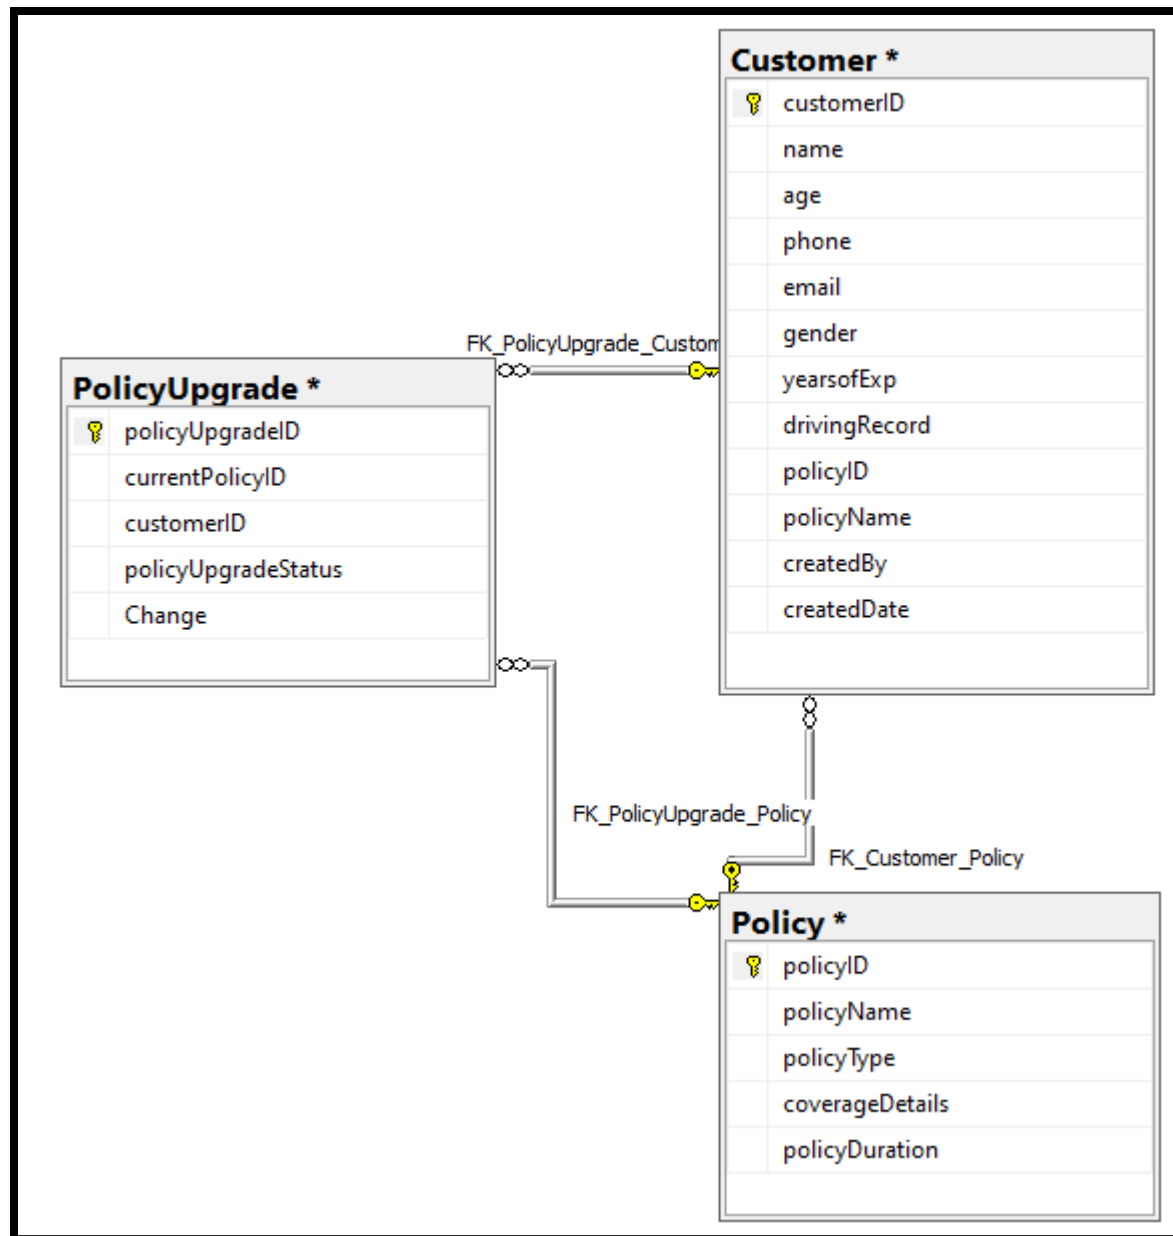 Customer *
customerID
name
age
phone
email
gender
yearsofExp
drivingRecord
policyID
policyName
createdBy
createdDate
FK_PolicyUpgrade_Custom
PolicyUpgrade *
policyUpgradeID
currentPolicyID
customerID
policyUpgradeStatus
Change
FK_PolicyUpgrade_Policy
FK_Customer_Policy
Policy *
policyID
policyName
policyType
coverageDetails
policyDuration